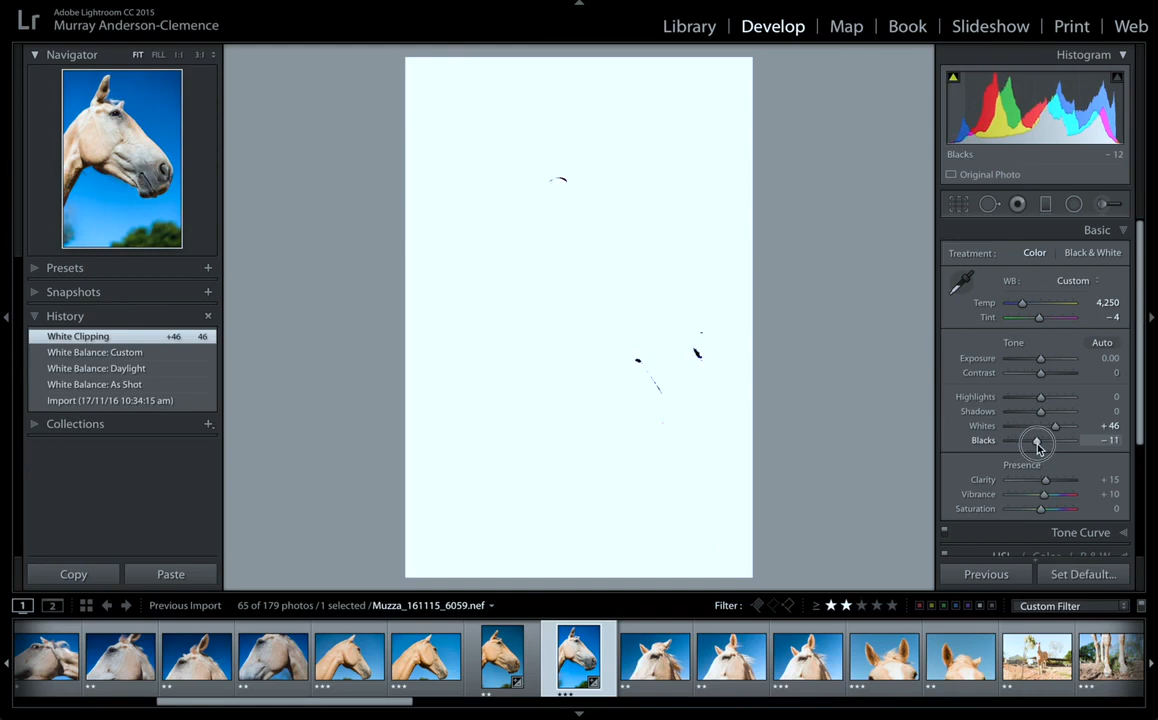 Lr Adobe Lightroom CC 2015
Murray Anderson-Clemence
Library | Develop | Map | Book | Slideshow | Print | Web
Navigator FIT FILL 1:1 3:1
Presets +
Snapshots +
History ×
White Clipping +46 46
White Balance: Custom
White Balance: Daylight
White Balance: As Shot
Import (17/11/16 10:34:15 am)
Collections +
Copy Paste
Histogram
Blacks – 12
Original Photo
Basic
Treatment : Color Black & White
WB : Custom
Temp 4,250
Tint – 4
Tone Auto
Exposure 0.00
Contrast 0
Highlights 0
Shadows 0
Whites + 46
Blacks – 11
Presence
Clarity + 15
Vibrance + 10
Saturation 0
Tone Curve
HSL / Color / B & W
Previous Set Default...
1 2 Previous Import 65 of 179 photos /1 selected /Muzza_161115_6059.nef Filter : ≥ ★★★★★ Custom Filter